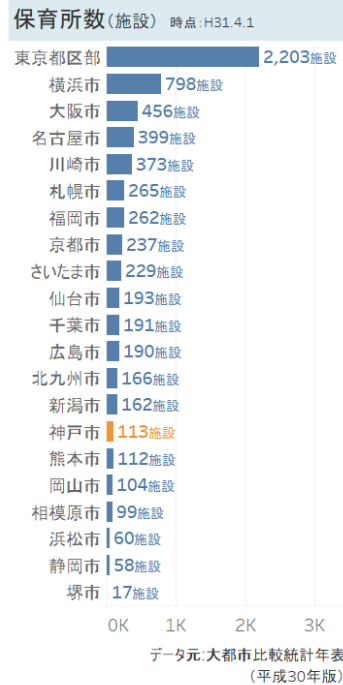 保育所数(施設) 時点:H31.4.1
東京都区部 2,203施設
横浜市 798施設
大阪市 456施設
名古屋市 399施設
川崎市 373施設
札幌市 265施設
福岡市 262施設
京都市 237施設
さいたま市 229施設
仙台市 193施設
千葉市 191施設
広島市 190施設
北九州市 166施設
新潟市 162施設
神戸市 113施設
熊本市 112施設
岡山市 104施設
相模原市 99施設
浜松市 60施設
静岡市 58施設
堺市 17施設
0K 1K 2K 3K
データ元:大都市比較統計年表
(平成30年版)